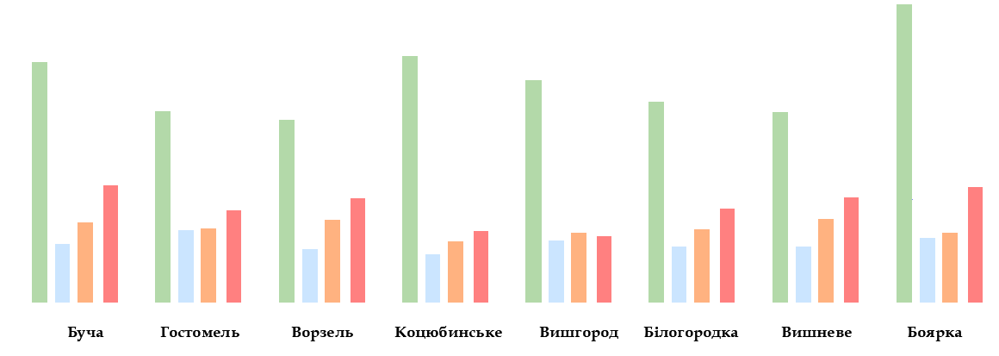 Буча Гостомель Ворзель Коцюбинське Вишгород Білогородка Вишневе Боярка